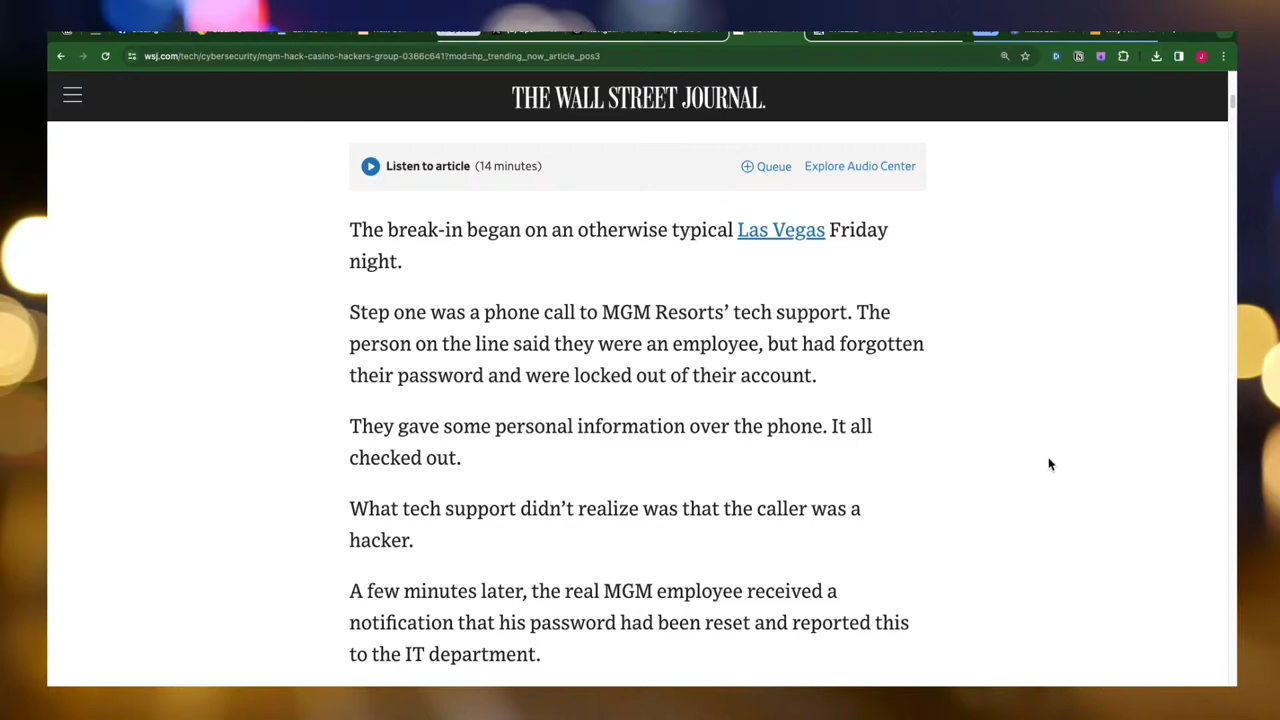 wsj.com/tech/cybersecurity/mgm-hack-casino-hackers-group-0366c641?mod=hp_trending_now_article_pos3
THE WALL STREET JOURNAL.
Listen to article (14 minutes)
Queue
Explore Audio Center
The break-in began on an otherwise typical Las Vegas Friday
night.
Step one was a phone call to MGM Resorts’ tech support. The
person on the line said they were an employee, but had forgotten
their password and were locked out of their account.
They gave some personal information over the phone. It all
checked out.
What tech support didn’t realize was that the caller was a
hacker.
A few minutes later, the real MGM employee received a
notification that his password had been reset and reported this
to the IT department.